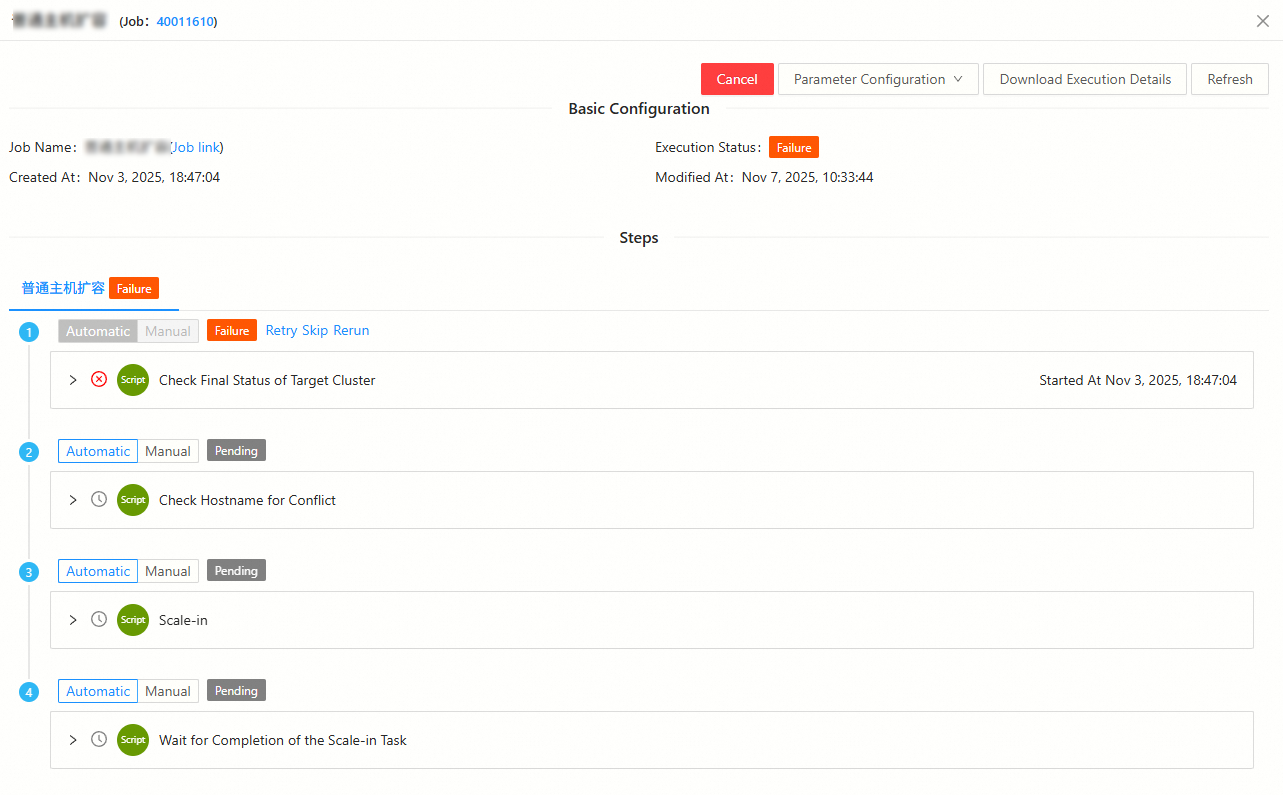 (Job: 40011610)
Cancel Parameter Configuration Download Execution Details Refresh
Basic Configuration
Job Name: (Job link) Execution Status: Failure
Created At: Nov 3, 2025, 18:47:04 Modified At: Nov 7, 2025, 10:33:44
Steps
普通主机扩容 Failure
1 Automatic Manual Failure Retry Skip Rerun
Script Check Final Status of Target Cluster Started At Nov 3, 2025, 18:47:04
2 Automatic Manual Pending
Script Check Hostname for Conflict
3 Automatic Manual Pending
Script Scale-in
4 Automatic Manual Pending
Script Wait for Completion of the Scale-in Task